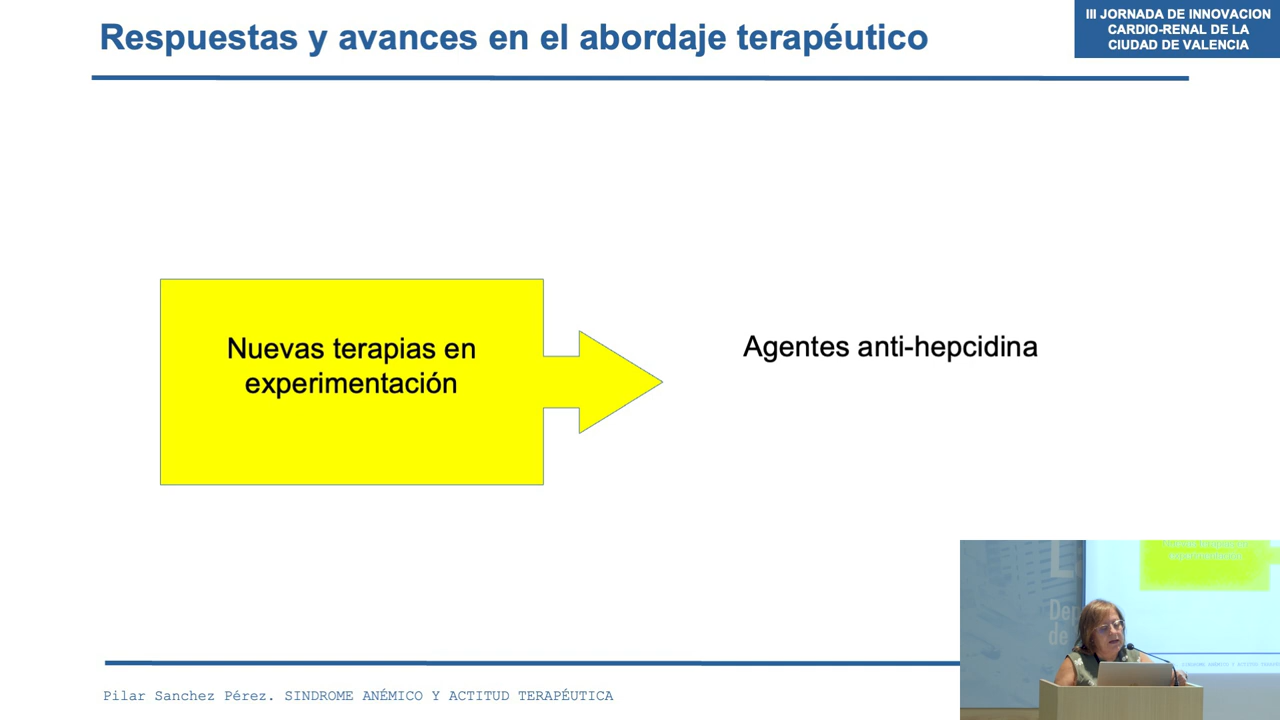 Respuestas y avances en el abordaje terapéutico
III JORNADA DE INNOVACION
CARDIO-RENAL DE LA
CIUDAD DE VALENCIA
Nuevas terapias en
experimentación
Agentes anti-hepcidina
Pilar Sanchez Pérez. SINDROME ANÉMICO Y ACTITUD TERAPÉUTICA